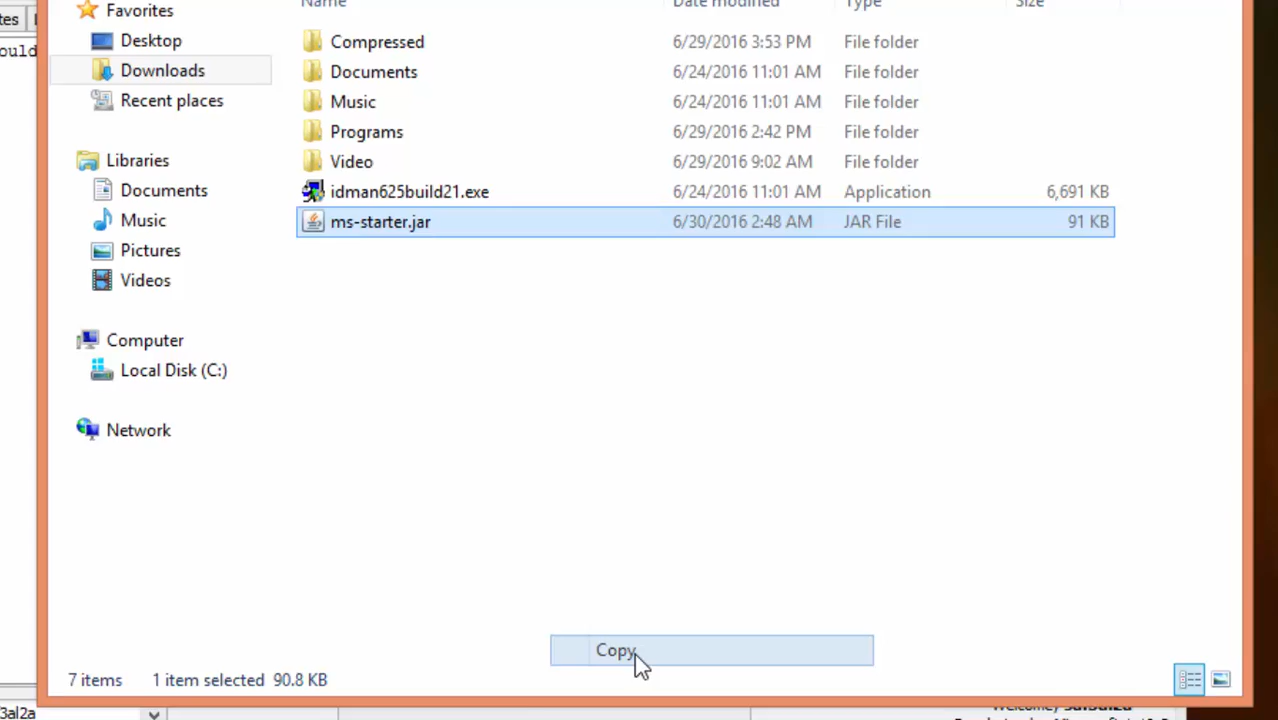 Name Date modified Type Size
Favorites
Desktop
Downloads
Recent places
Libraries
Documents
Music
Pictures
Videos
Computer
Local Disk (C:)
Network
Compressed 6/29/2016 3:53 PM File folder
Documents 6/24/2016 11:01 AM File folder
Music 6/24/2016 11:01 AM File folder
Programs 6/29/2016 2:42 PM File folder
Video 6/29/2016 9:02 AM File folder
idman625build21.exe 6/24/2016 11:01 AM Application 6,691 KB
ms-starter.jar 6/30/2016 2:48 AM JAR File 91 KB
Copy
7 items 1 item selected 90.8 KB